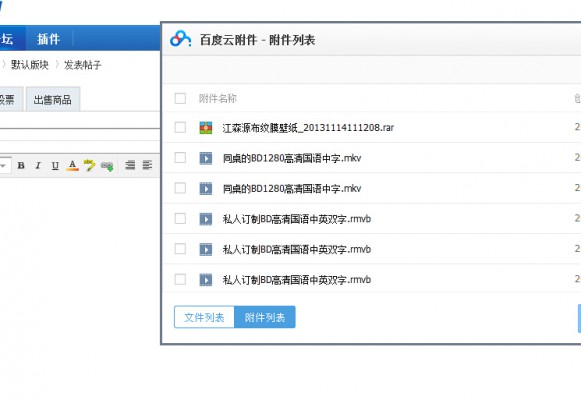 坛 插件
默认版块 发表帖子
投票 出售商品
B I U A
百度云附件 - 附件列表
附件名称
江森源布纹膜壁纸_20131114111208.rar
同桌的BD1280高清国语中字.mkv
同桌的BD1280高清国语中字.mkv
私人订制BD高清国语中英双字.rmvb
私人订制BD高清国语中英双字.rmvb
私人订制BD高清国语中英双字.rmvb
文件列表 附件列表